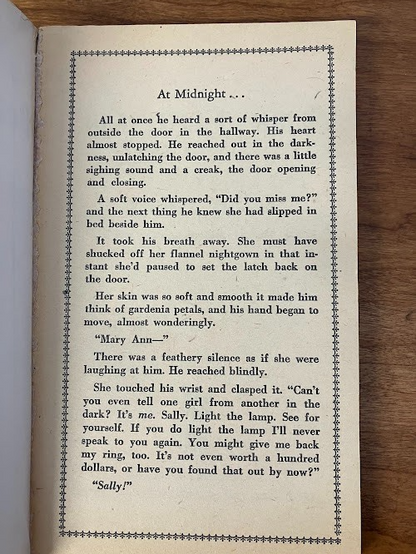 At Midnight...
All at once he heard a sort of whisper from
outside the door in the hallway. His heart
almost stopped. He reached out in the dark-
ness, unlatching the door, and there was a little
sighing sound and a creak, the door opening
and closing.
A soft voice whispered, “Did you miss me?”
and the next thing he knew she had slipped in
bed beside him.
It took his breath away. She must have
shucked off her flannel nightgown in that in-
stant she’d paused to set the latch back on
the door.
Her skin was so soft and smooth it made him
think of gardenia petals, and his hand began to
move, almost wonderingly.
“Mary Ann—”
There was a feathery silence as if she were
laughing at him. He reached blindly.
She touched his wrist and clasped it. “Can’t
you even tell one girl from another in the
dark? It’s me. Sally. Light the lamp. See for
yourself. If you do light the lamp I’ll never
speak to you again. You might give me back
my ring, too. It’s not even worth a hundred
dollars, or have you found that out by now?”
“Sally!”